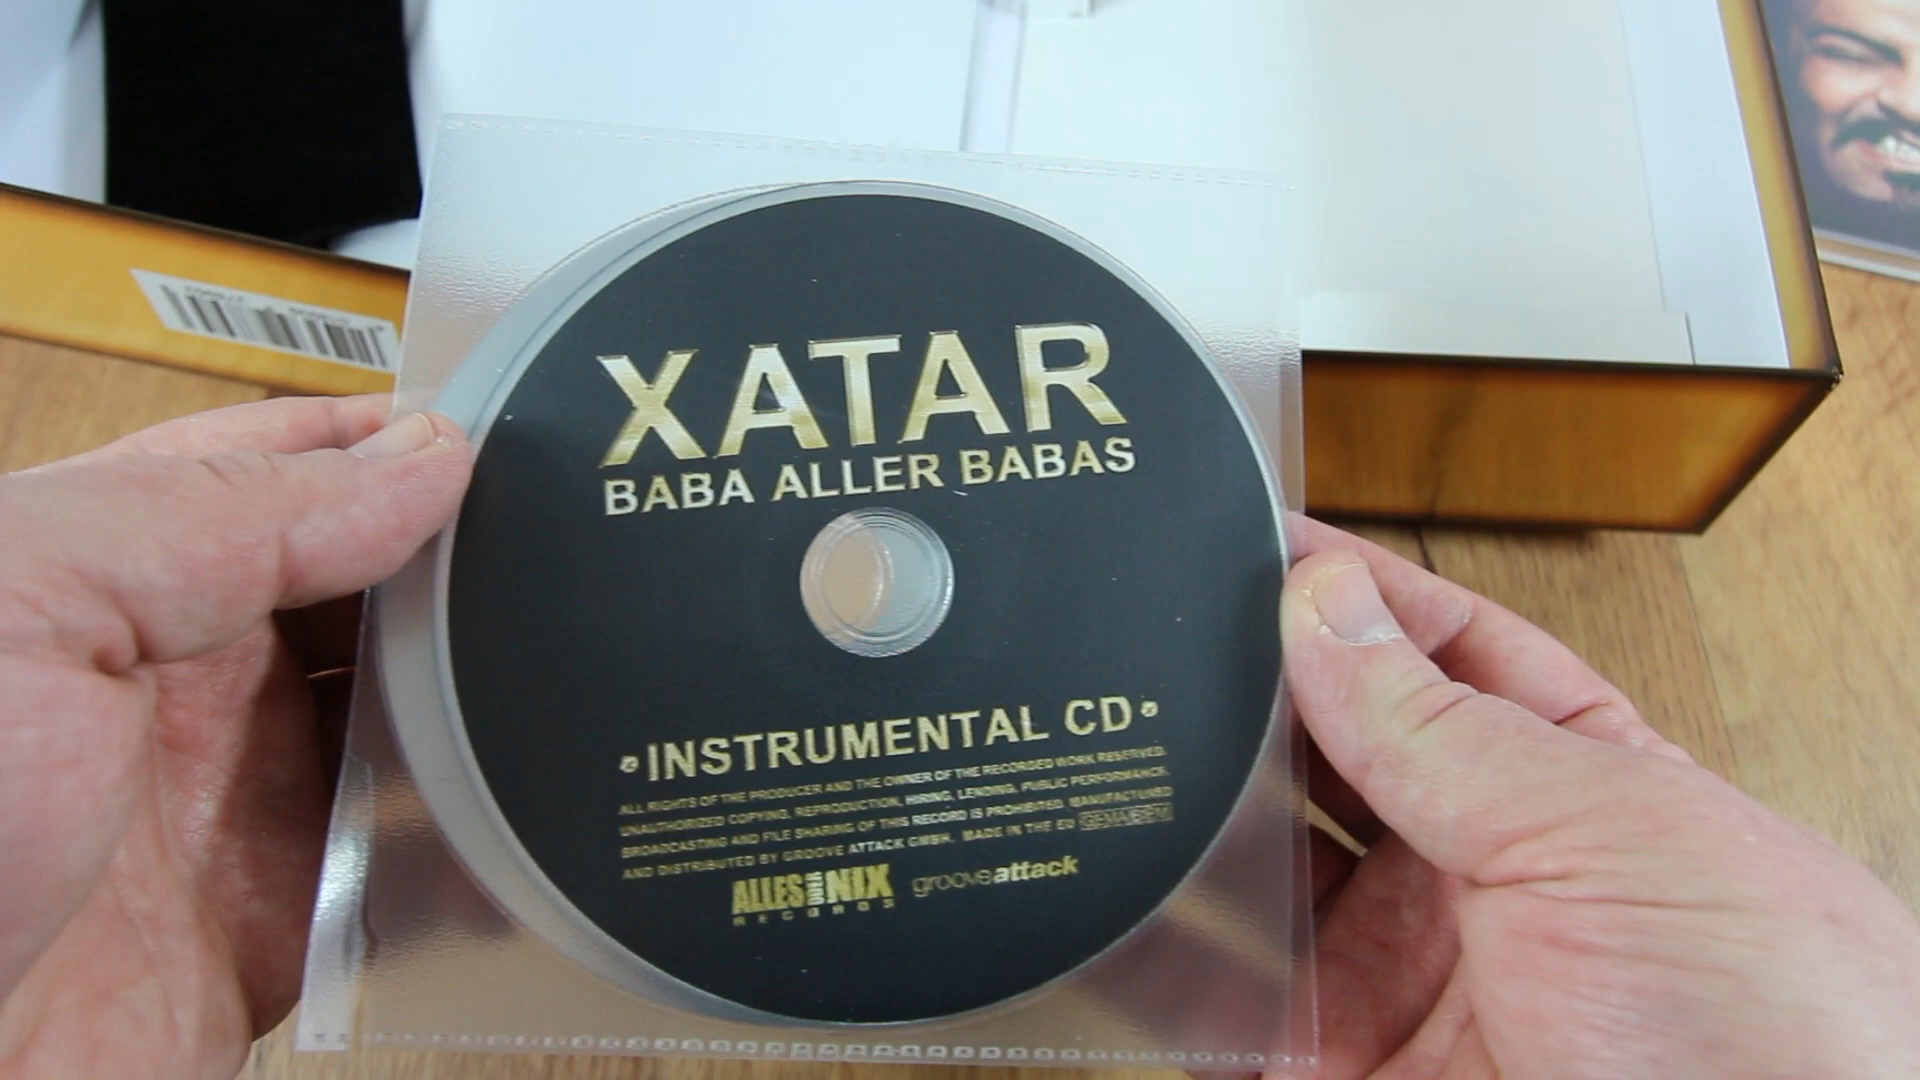 XATAR
BABA ALLER BABAS
INSTRUMENTAL CD
ALL RIGHTS OF THE PRODUCER AND THE OWNER OF THE RECORDED WORK RESERVED.
UNAUTHORIZED COPYING, REPRODUCTION, HIRING, LENDING, PUBLIC PERFORMANCE,
BROADCASTING AND FILE SHARING OF THIS RECORD IS PROHIBITED. MANUFACTURED
AND DISTRIBUTED BY GROOVE ATTACK GMBH. MADE IN THE EU GEMA/BIEM
ALLES ODER NIX
RECORDS
grooveattack